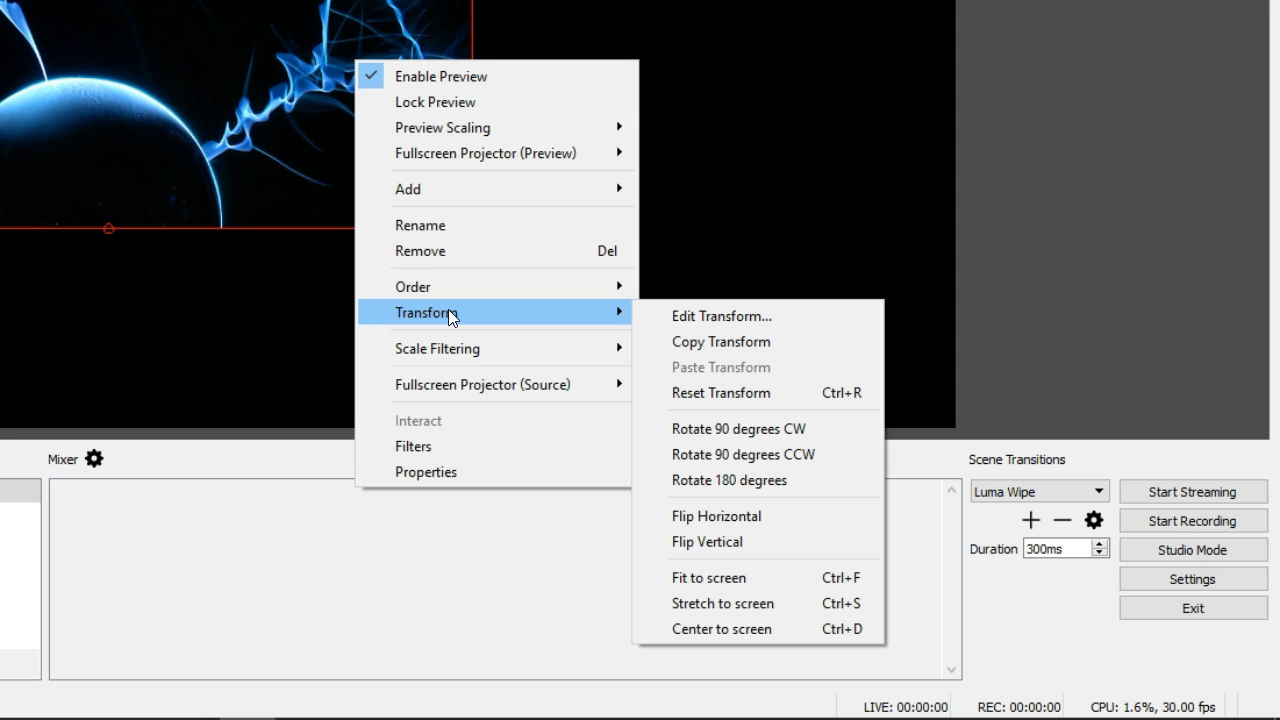 Enable Preview
Lock Preview
Preview Scaling
Fullscreen Projector (Preview)
Add
Rename
Remove Del
Order
Transform
Scale Filtering
Fullscreen Projector (Source)
Interact
Filters
Properties
Edit Transform...
Copy Transform
Paste Transform
Reset Transform Ctrl+R
Rotate 90 degrees CW
Rotate 90 degrees CCW
Rotate 180 degrees
Flip Horizontal
Flip Vertical
Fit to screen Ctrl+F
Stretch to screen Ctrl+S
Center to screen Ctrl+D
Mixer
Scene Transitions
Luma Wipe
Duration 300ms
Start Streaming
Start Recording
Studio Mode
Settings
Exit
LIVE: 00:00:00 REC: 00:00:00 CPU: 1.6%, 30.00 fps